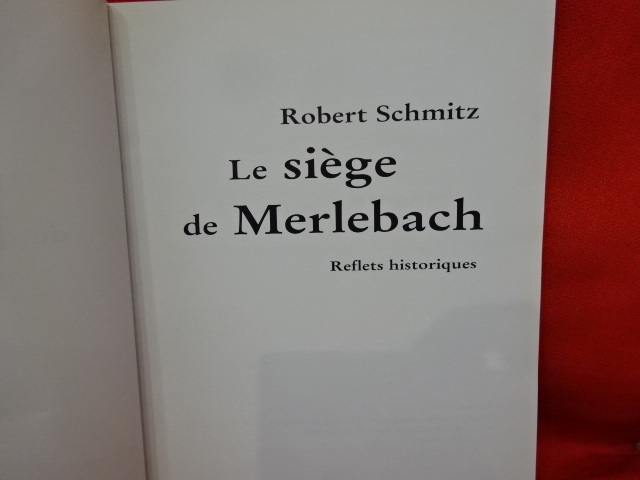 Robert Schmitz
Le siège
de Merlebach
Reflets historiques